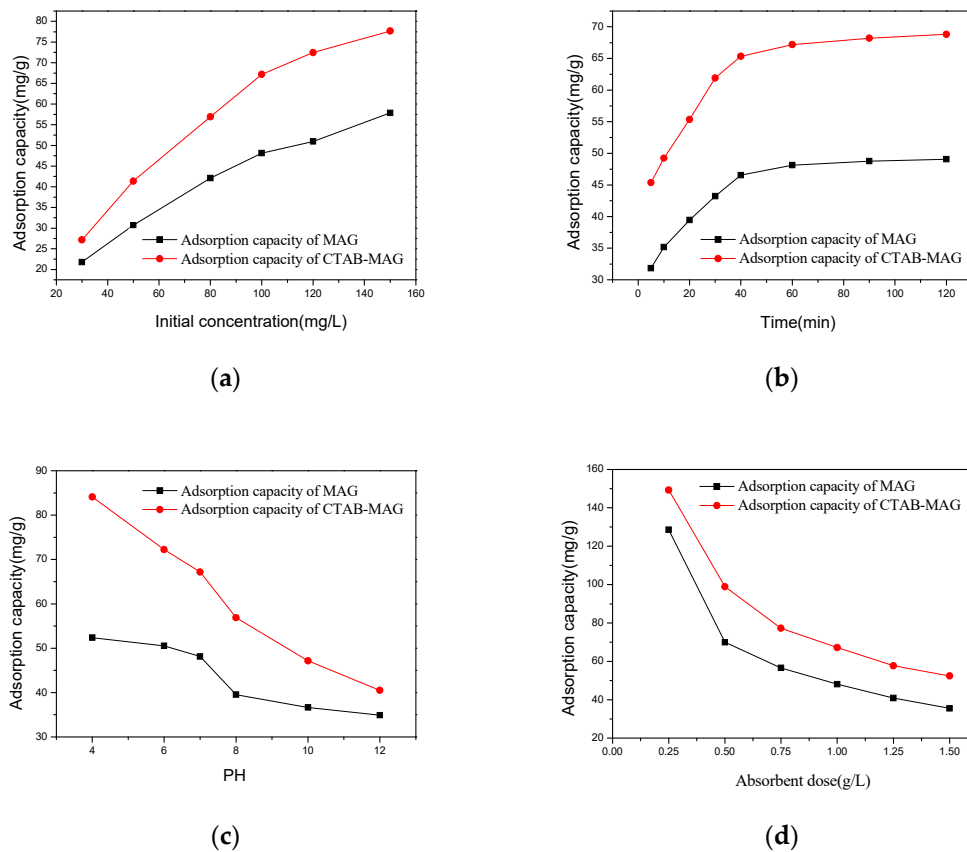 80
75
70
65
60
55
50
45
40
35
30
25
20
Adsorption capacity(mg/g)
Adsorption capacity of MAG
Adsorption capacity of CTAB-MAG
20 40 60 80 100 120 140 160
Initial concentration(mg/L)
(a)
70
65
60
55
50
45
40
35
30
Adsorption capacity(mg/g)
Adsorption capacity of MAG
Adsorption capacity of CTAB-MAG
0 20 40 60 80 100 120
Time(min)
(b)
90
80
70
60
50
40
30
Adsorption capacity(mg/g)
Adsorption capacity of MAG
Adsorption capacity of CTAB-MAG
4 6 8 10 12
PH
(c)
160
140
120
100
80
60
40
20
Adsorption capacity(mg/g)
Adsorption capacity of MAG
Adsorption capacity of CTAB-MAG
0.00 0.25 0.50 0.75 1.00 1.25 1.50
Absorbent dose(g/L)
(d)